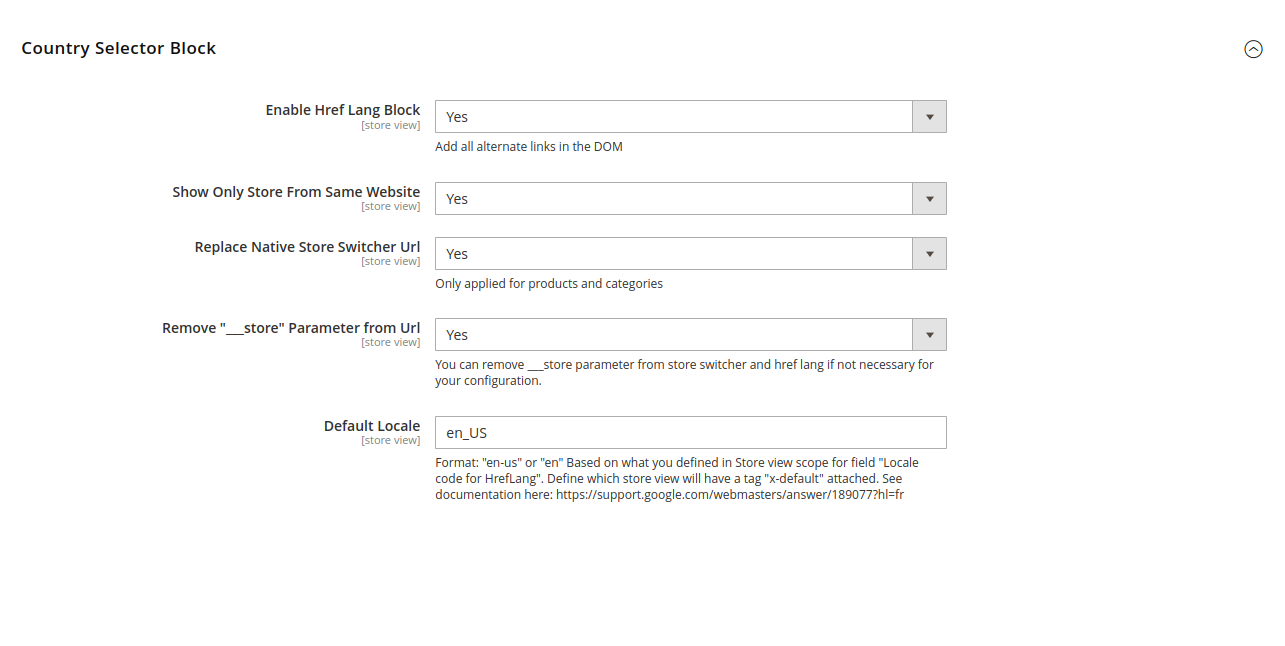 Country Selector Block
Enable Href Lang Block
[store view]
Yes
Add all alternate links in the DOM
Show Only Store From Same Website
[store view]
Yes
Replace Native Store Switcher Url
[store view]
Yes
Only applied for products and categories
Remove "___store" Parameter from Url
[store view]
Yes
You can remove ___store parameter from store switcher and href lang if not necessary for
your configuration.
Default Locale
[store view]
en_US
Format: "en-us" or "en" Based on what you defined in Store view scope for field "Locale
code for HrefLang". Define which store view will have a tag "x-default" attached. See
documentation here: https://support.google.com/webmasters/answer/189077?hl=fr